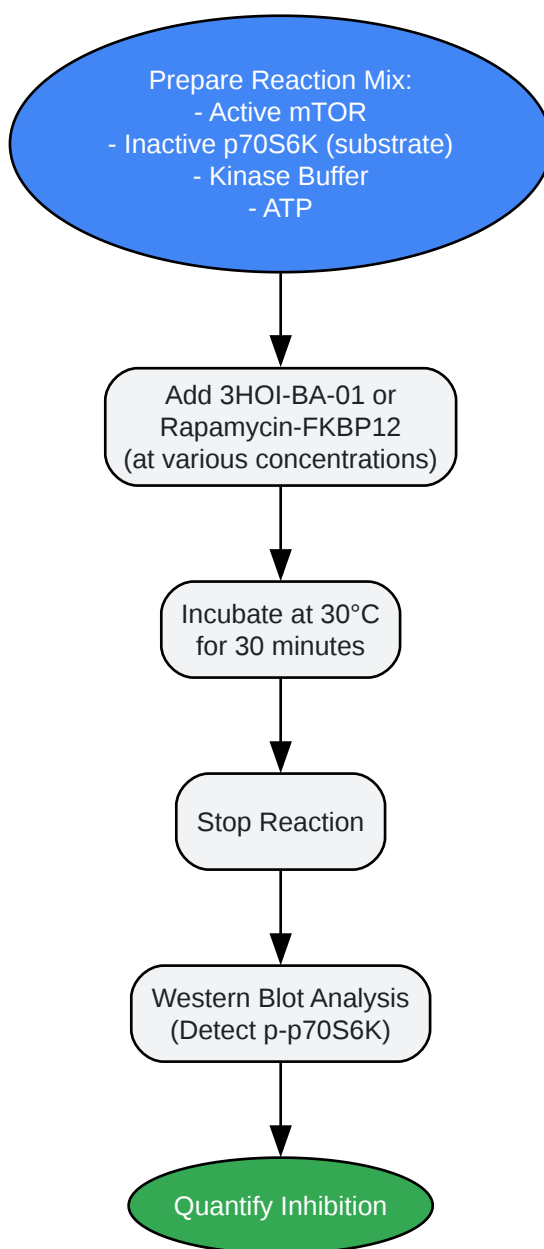 Prepare Reaction Mix:
- Active mTOR
- Inactive p70S6K (substrate)
- Kinase Buffer
- ATP
Add 3HOI-BA-01 or
Rapamycin-FKBP12
(at various concentrations)
Incubate at 30°C
for 30 minutes
Stop Reaction
Western Blot Analysis
(Detect p-p70S6K)
Quantify Inhibition